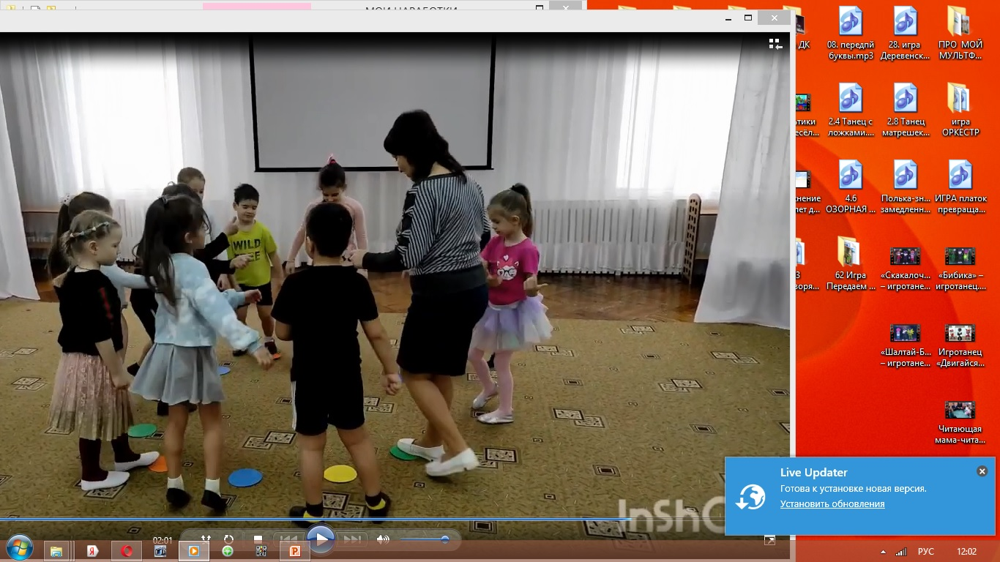 МОИ НАРАБОТКИ
ДК
08. передпй
буквы.mp3
28. игра
Деревенск...
ПРО МОЙ
МУЛЬТФ...
2.4 Танец с
ложками....
2.8 Танец
матрешек...
игра
ОРКЕСТР
4.6
ОЗОРНАЯ ...
Полька-зн...
замедленн...
ИГРА платок
превраща...
62 Игра
Передаем ...
«Скакалоч...
– игротане...
«Бибика» –
игротанец....
«Шалтай-Б...
– игротане...
Игротанец
«Двигайся...
Читающая
мама-чита...
WILD
Live Updater
Готова к установке новая версия.
Установить обновления
InSh
02:01
РУС
12:02